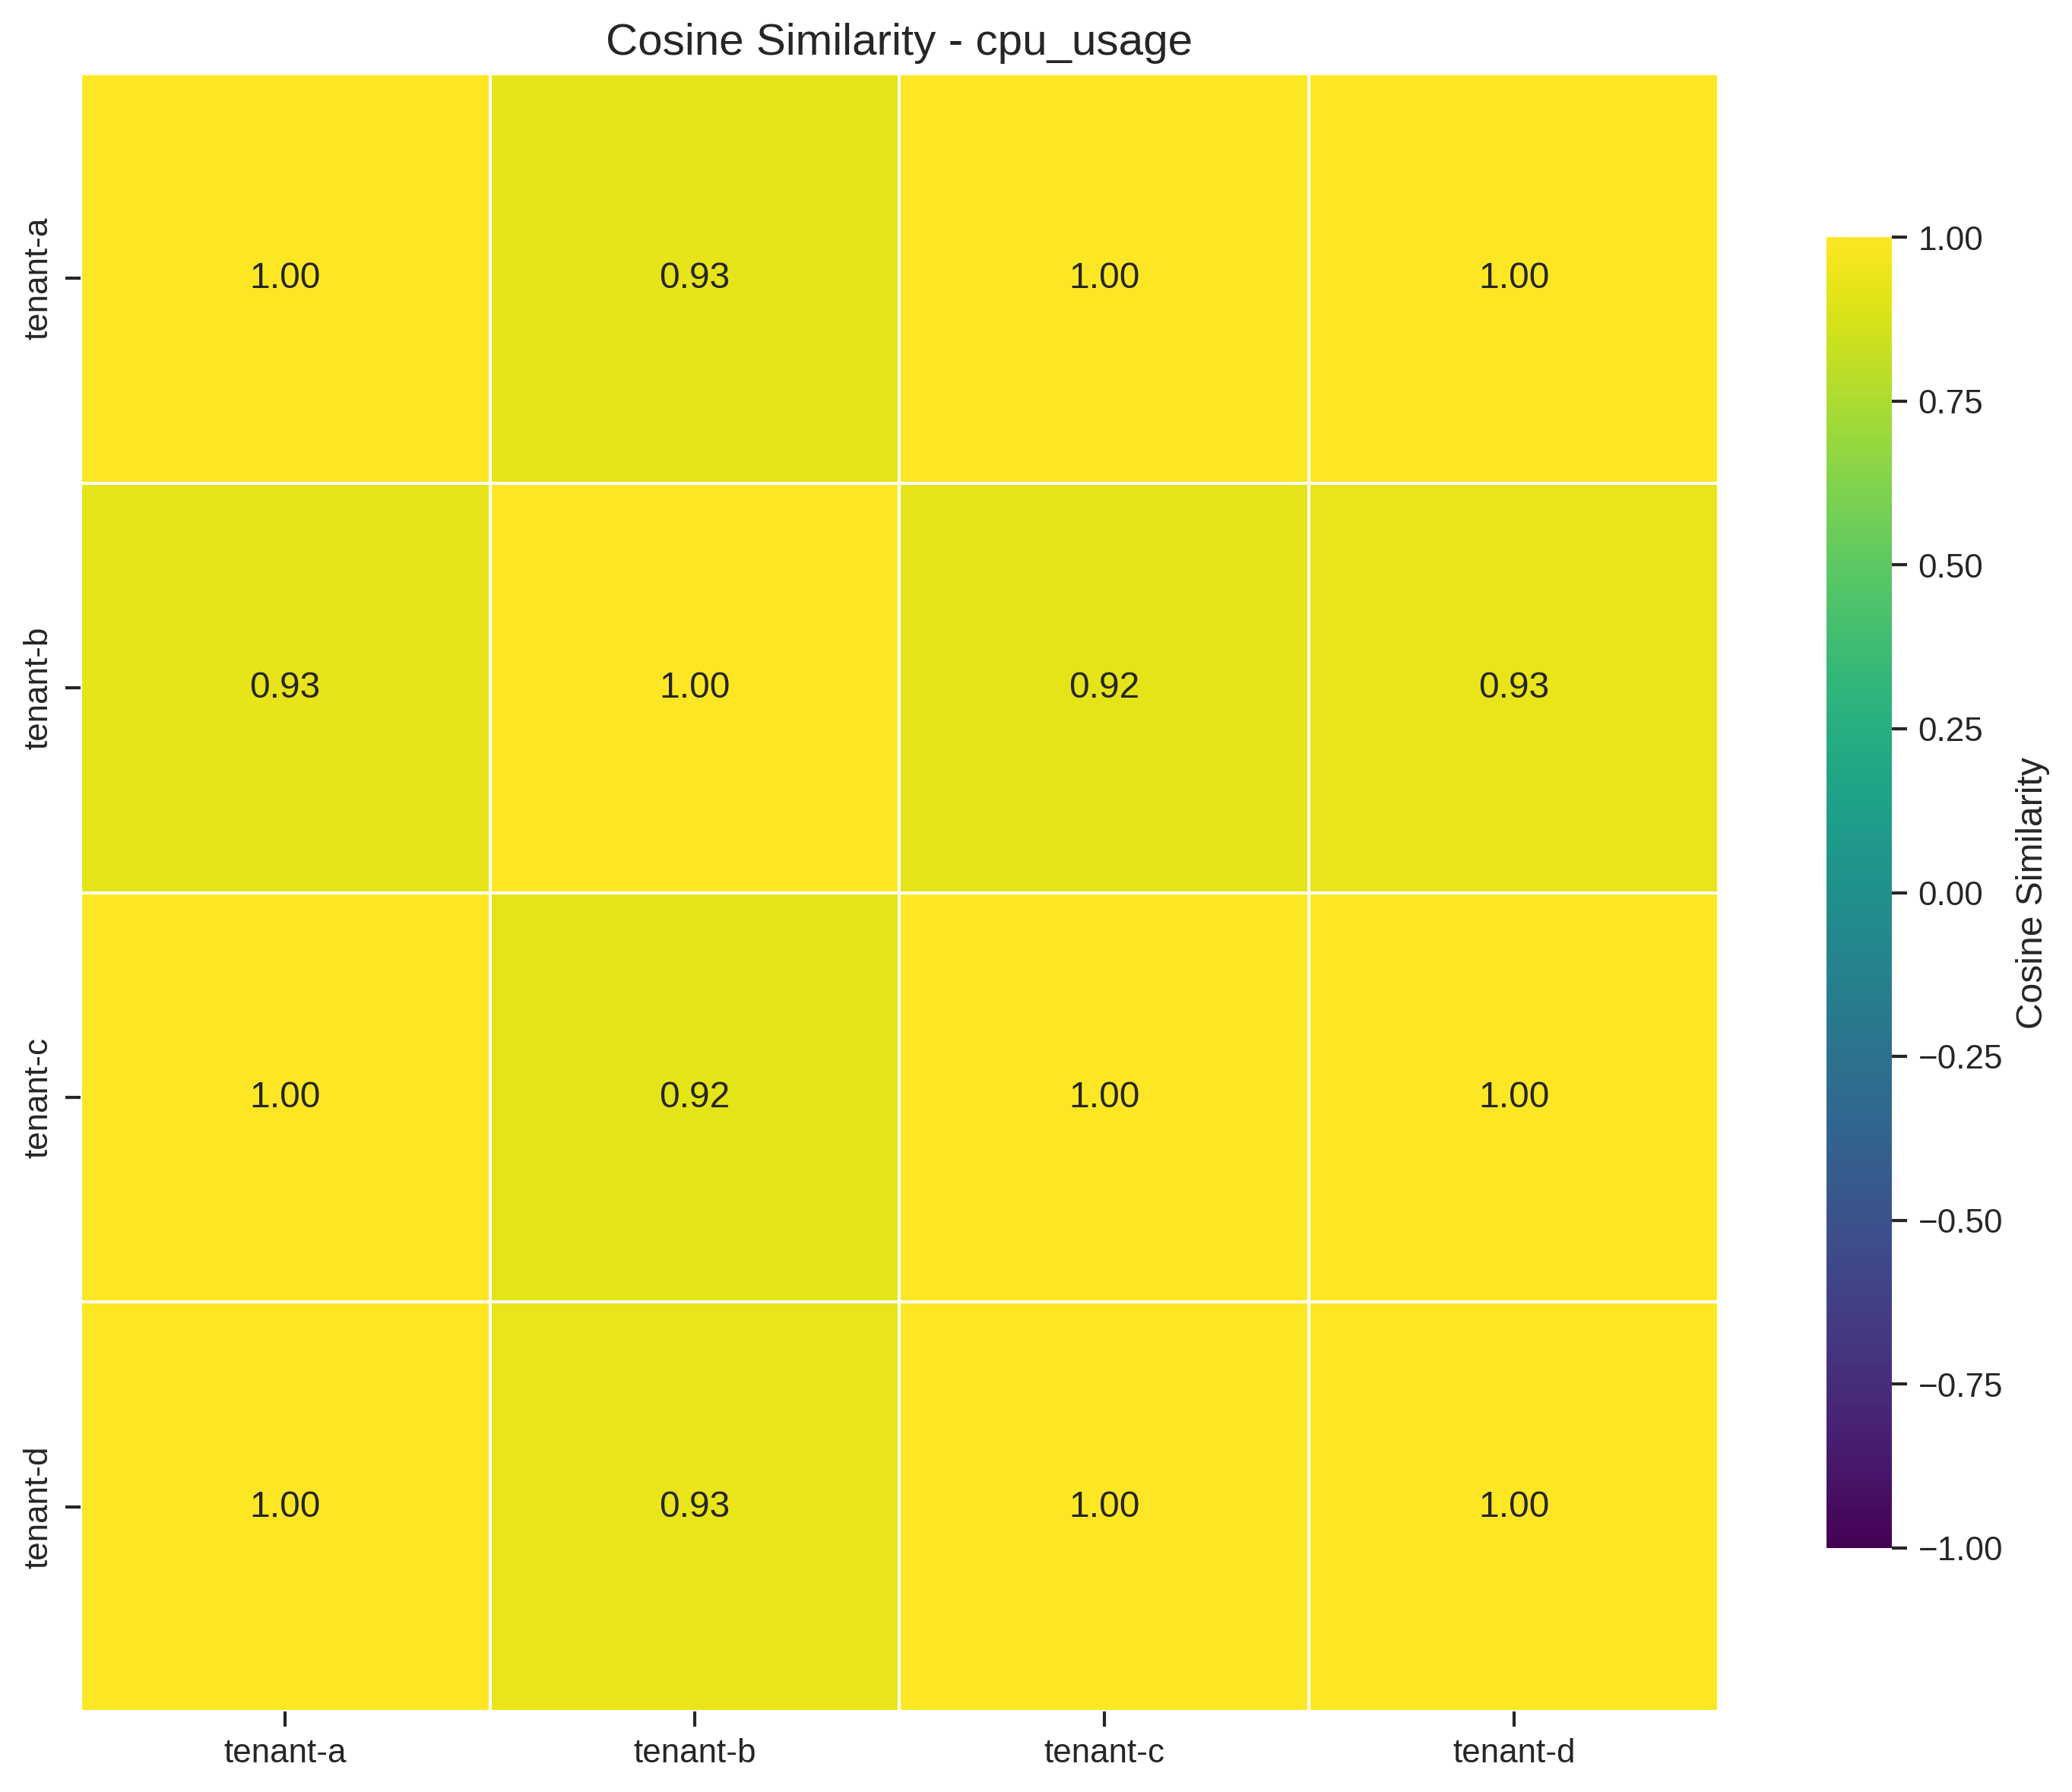 Cosine Similarity - cpu_usage
tenant-a
1.00
0.93
1.00
1.00
tenant-b
0.93
1.00
0.92
0.93
tenant-c
1.00
0.92
1.00
1.00
tenant-d
1.00
0.93
1.00
1.00
tenant-a
tenant-b
tenant-c
tenant-d
1.00
0.75
0.50
0.25
0.00
−0.25
−0.50
−0.75
−1.00
Cosine Similarity